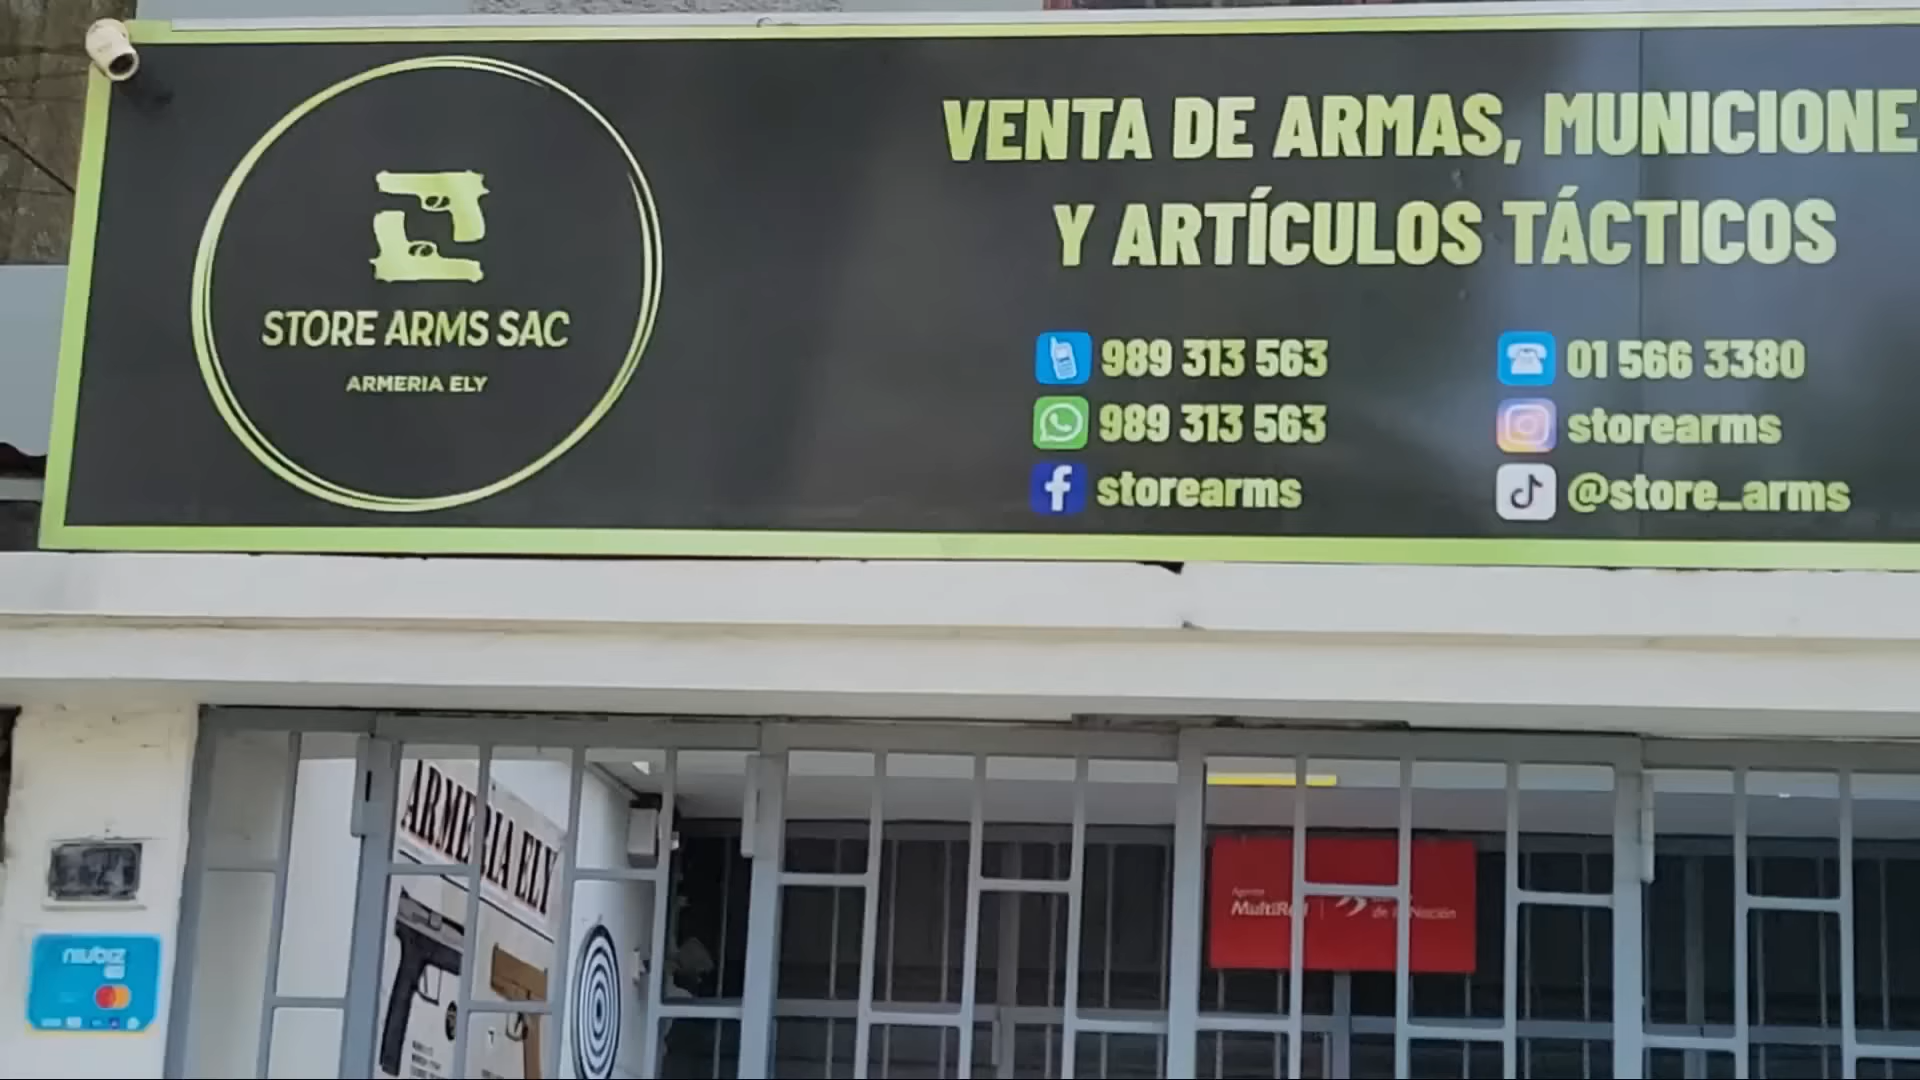 VENTA DE ARMAS, MUNICIONE
Y ARTÍCULOS TÁCTICOS
STORE ARMS SAC
ARMERIA ELY
989 313 563
01 566 3380
989 313 563
storearms
storearms
@store_arms
ARMERIA ELY
MultiRed
de la Nación
niubiz